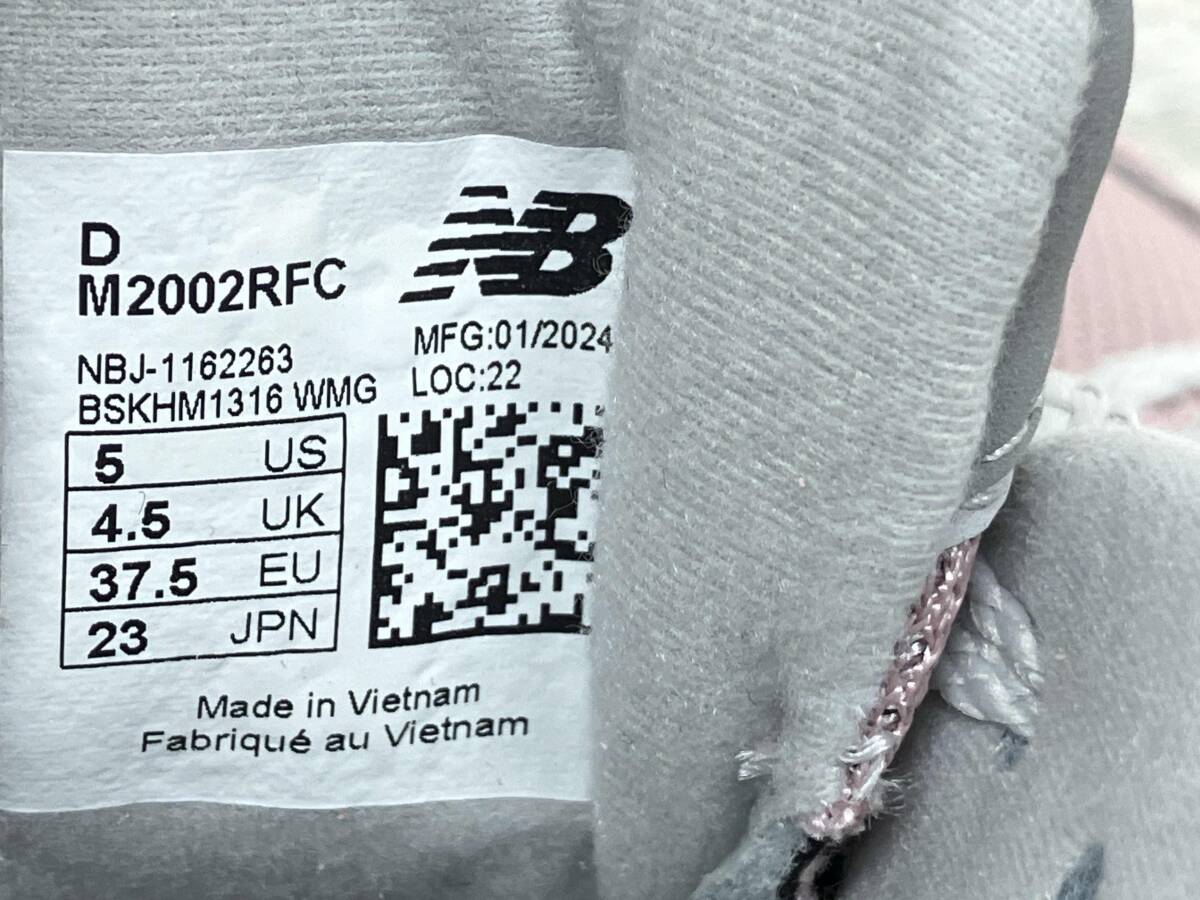 D
M2002RFC
NB
MFG:01/2024
NBJ-1162263
LOC:22
BSKHM1316 WMG
5 US
4.5 UK
37.5 EU
23 JPN
Made in Vietnam
Fabriqué au Vietnam